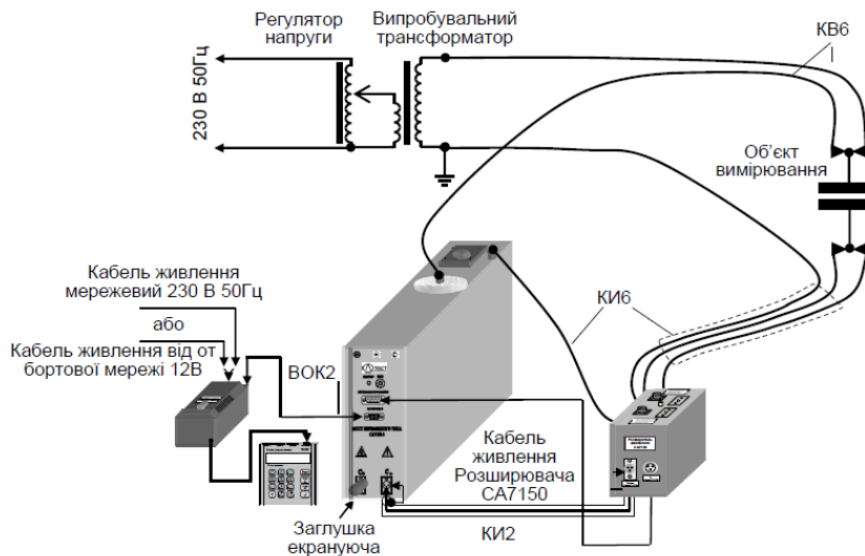 Регулятор
напруги
Випробувальний
трансформатор
КВ6
230 В 50Гц
Об'єкт
вимірювання
Кабель живлення
мережевий 230 В 50Гц
або
Кабель живлення від от
бортової мережі 12В
ВОК2
КИ6
Кабель
живлення
Розширювача
СА7150
Заглушка
екрануюча
КИ2